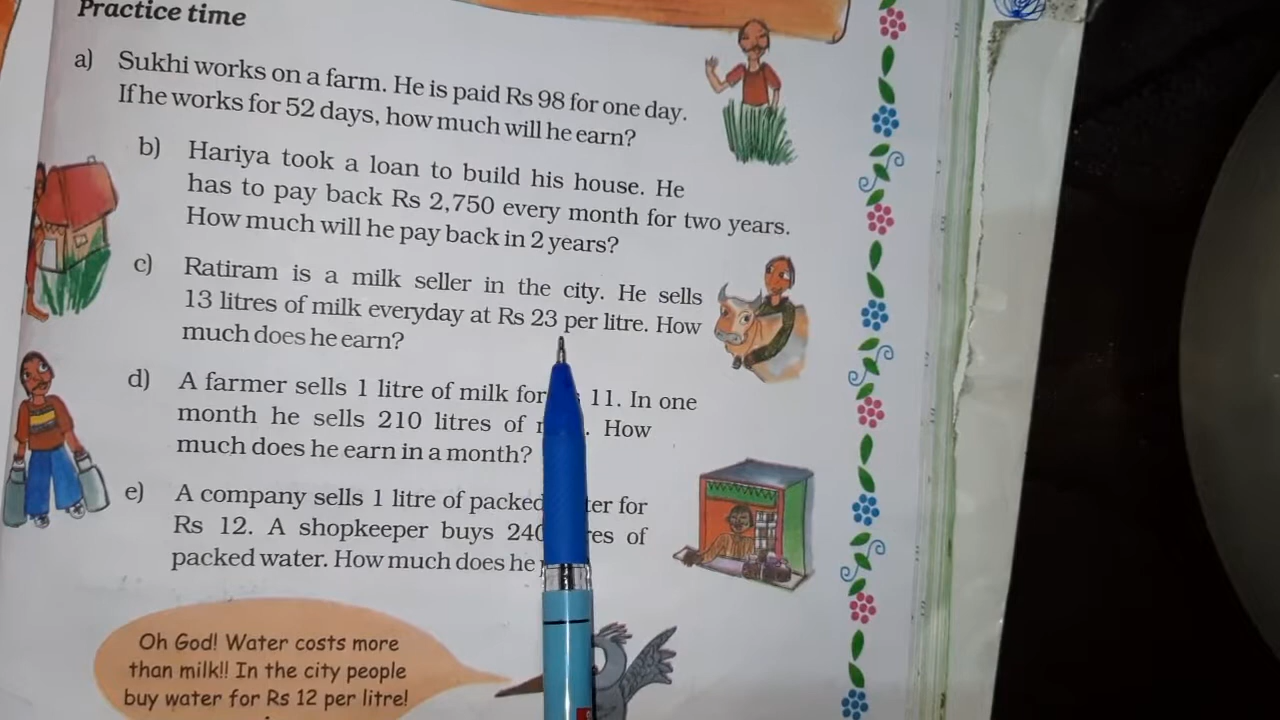 Practice time
a) Sukhi works on a farm. He is paid Rs 98 for one day.
If he works for 52 days, how much will he earn?
b) Hariya took a loan to build his house. He
has to pay back Rs 2,750 every month for two years.
How much will he pay back in 2 years?
c) Ratiram is a milk seller in the city. He sells
13 litres of milk everyday at Rs 23 per litre. How
much does he earn?
d) A farmer sells 1 litre of milk for 11. In one
month he sells 210 litres of . How
much does he earn in a month?
e) A company sells 1 litre of packed for
Rs 12. A shopkeeper buys of
packed water. How much does he
Oh God! Water costs more
than milk!! In the city people
buy water for Rs 12 per litre!